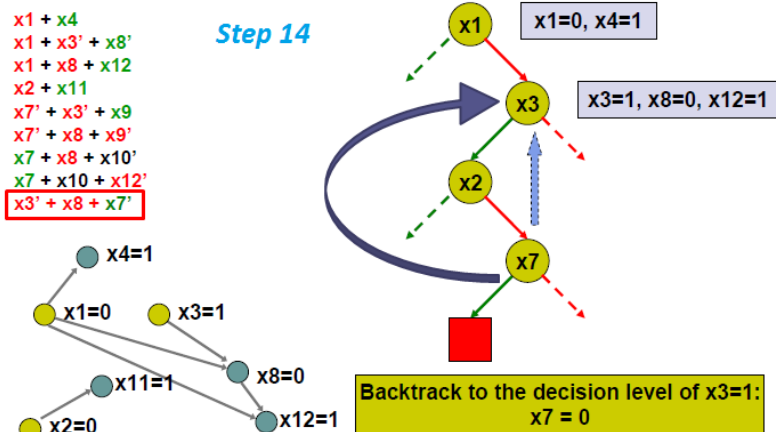 x1 + x4
x1 + x3’ + x8’
x1 + x8 + x12
x2 + x11
x7’ + x3’ + x9
x7’ + x8 + x9’
x7 + x8 + x10’
x7 + x10 + x12’
x3’ + x8 + x7’
Step 14
x1
x1=0, x4=1
x3
x3=1, x8=0, x12=1
x2
x7
x4=1
x1=0
x3=1
x8=0
x11=1
x12=1
x2=0
Backtrack to the decision level of x3=1:
x7 = 0